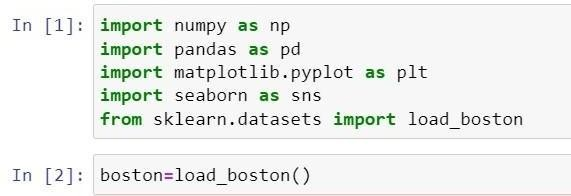 In [1]: import numpy as np
import pandas as pd
import matplotlib.pyplot as plt
import seaborn as sns
from sklearn.datasets import load_boston
In [2]: boston=load_boston()